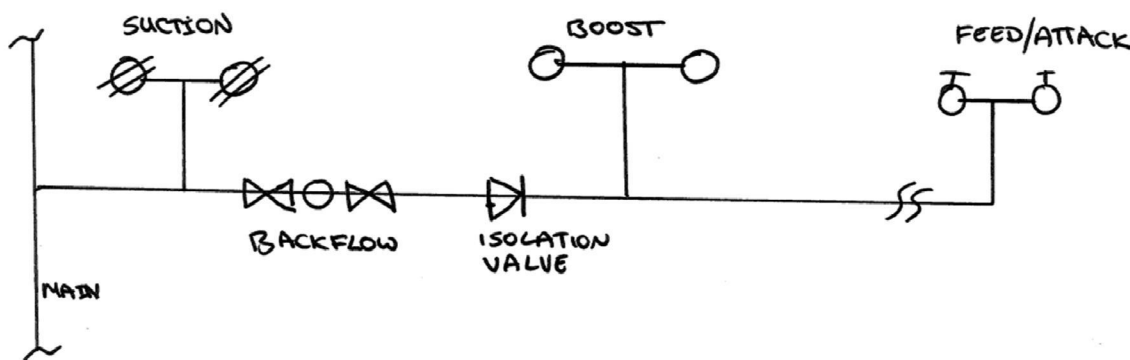 SUCTION
BOOST
FEED/ATTACK
BACKFLOW
ISOLATION
VALVE
MAIN